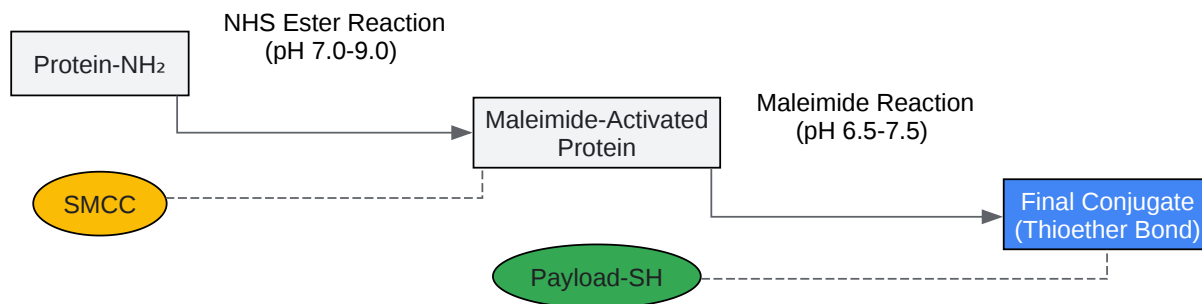 NHS Ester Reaction
(pH 7.0-9.0)
Protein-NH₂
Maleimide-Activated
Protein
Maleimide Reaction
(pH 6.5-7.5)
SMCC
Final Conjugate
(Thioether Bond)
Payload-SH